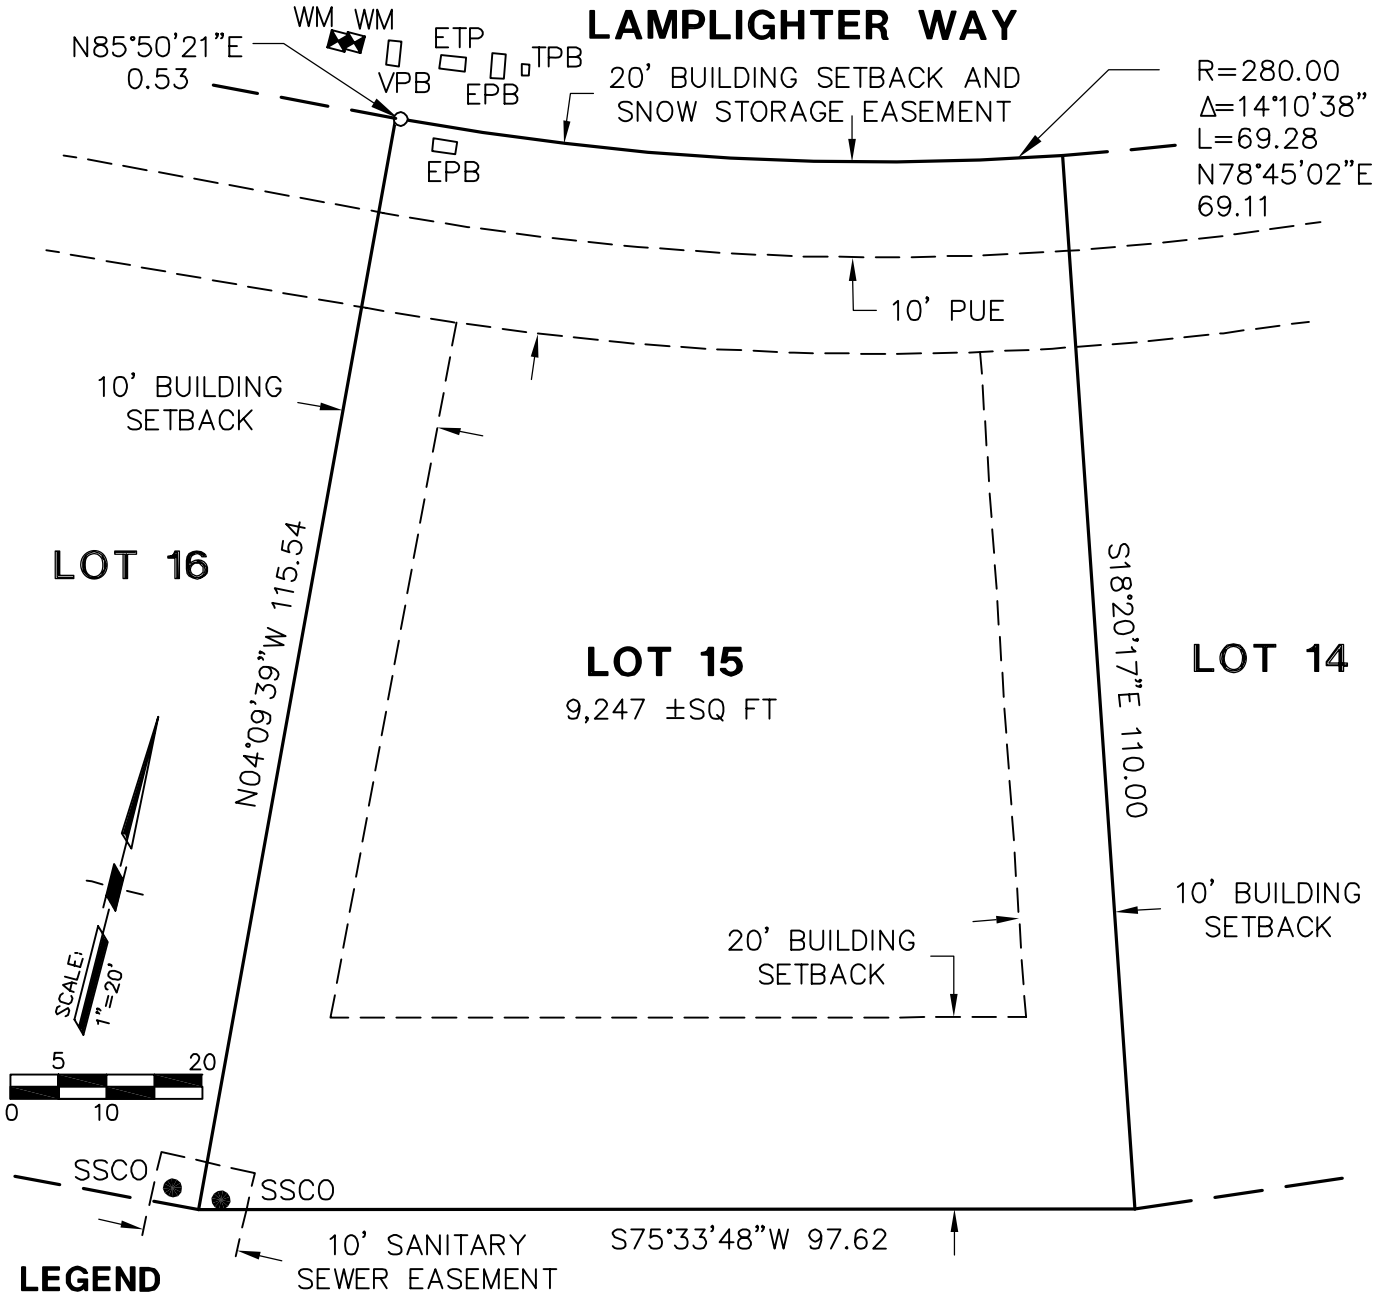 WM WM
LAMPLIGHTER WAY
N85°50'21"E
0.53
VPB
ETP
EPB
TPB
20' BUILDING SETBACK AND
SNOW STORAGE EASEMENT
R=280.00
Δ=14°10'38"
L=69.28
N78°45'02"E
69.11
EPB
10' PUE
10' BUILDING
SETBACK
N04°09'39"W 115.54
LOT 16
LOT 15
9,247 ±SQ FT
S18°20'17"E 110.00
LOT 14
10' BUILDING
SETBACK
20' BUILDING
SETBACK
SCALE:
1"=20'
5 20
0 10
SSCO
SSCO
10' SANITARY
SEWER EASEMENT
S75°33'48"W 97.62
LEGEND